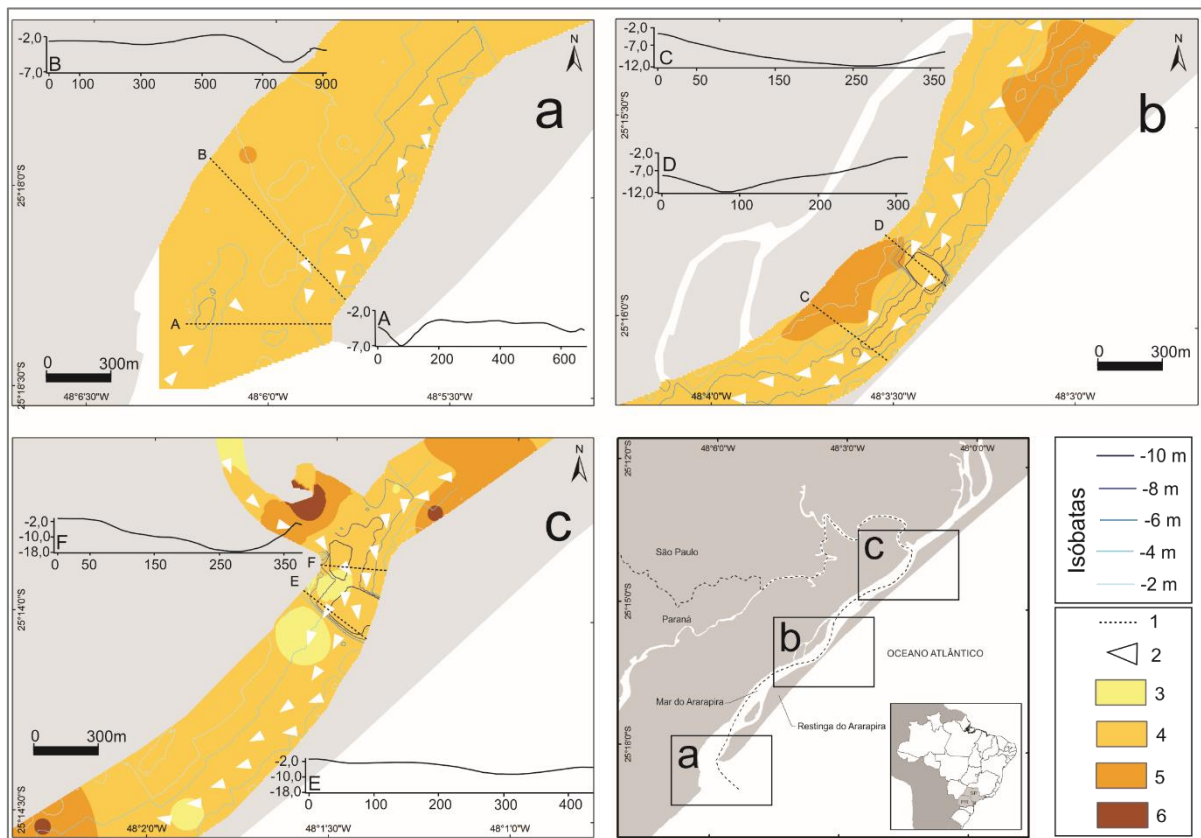 a
N
B
-2,0
-7,0
0 300 500 700 900
B
A
A
-2,0
-7,0
0 200 400 600
25°18'0"S
25°18'30"S
0 300m
48°6'30"W 48°6'0"W 48°5'30"W
b
N
C
-2,0
-7,0
-12,0
0 50 150 250 350
D
-2,0
-7,0
-12,0
0 100 200 300
D
C
25°15'30"S
25°16'0"S
0 300m
48°4'0"W 48°3'30"W 48°3'0"W
c
N
F
-2,0
-10,0
-18,0
0 50 150 250 350
F
E
E
-2,0
-10,0
-18,0
0 100 200 300 400
25°14'0"S
25°14'30"S
0 300m
48°2'0"W 48°1'30"W 48°1'0"W
48°6'0"W 48°3'0"W 48°0'0"W
25°12'0"S
25°15'0"S
25°18'0"S
São Paulo
Paraná
c
b
a
OCEANO ATLÂNTICO
Mar do Ararapira
Restinga do Ararapira
Isóbatas
-10 m
-8 m
-6 m
-4 m
-2 m
1
2
3
4
5
6